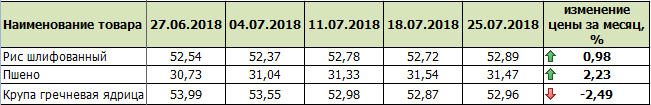 Наименование товара 27.06.2018 04.07.2018 11.07.2018 18.07.2018 25.07.2018 изменение цены за месяц, %
Рис шлифованный 52,54 52,37 52,78 52,72 52,89 0,98
Пшено 30,73 31,04 31,33 31,54 31,47 2,23
Крупа гречневая ядрица 53,99 53,55 52,98 52,87 52,96 -2,49